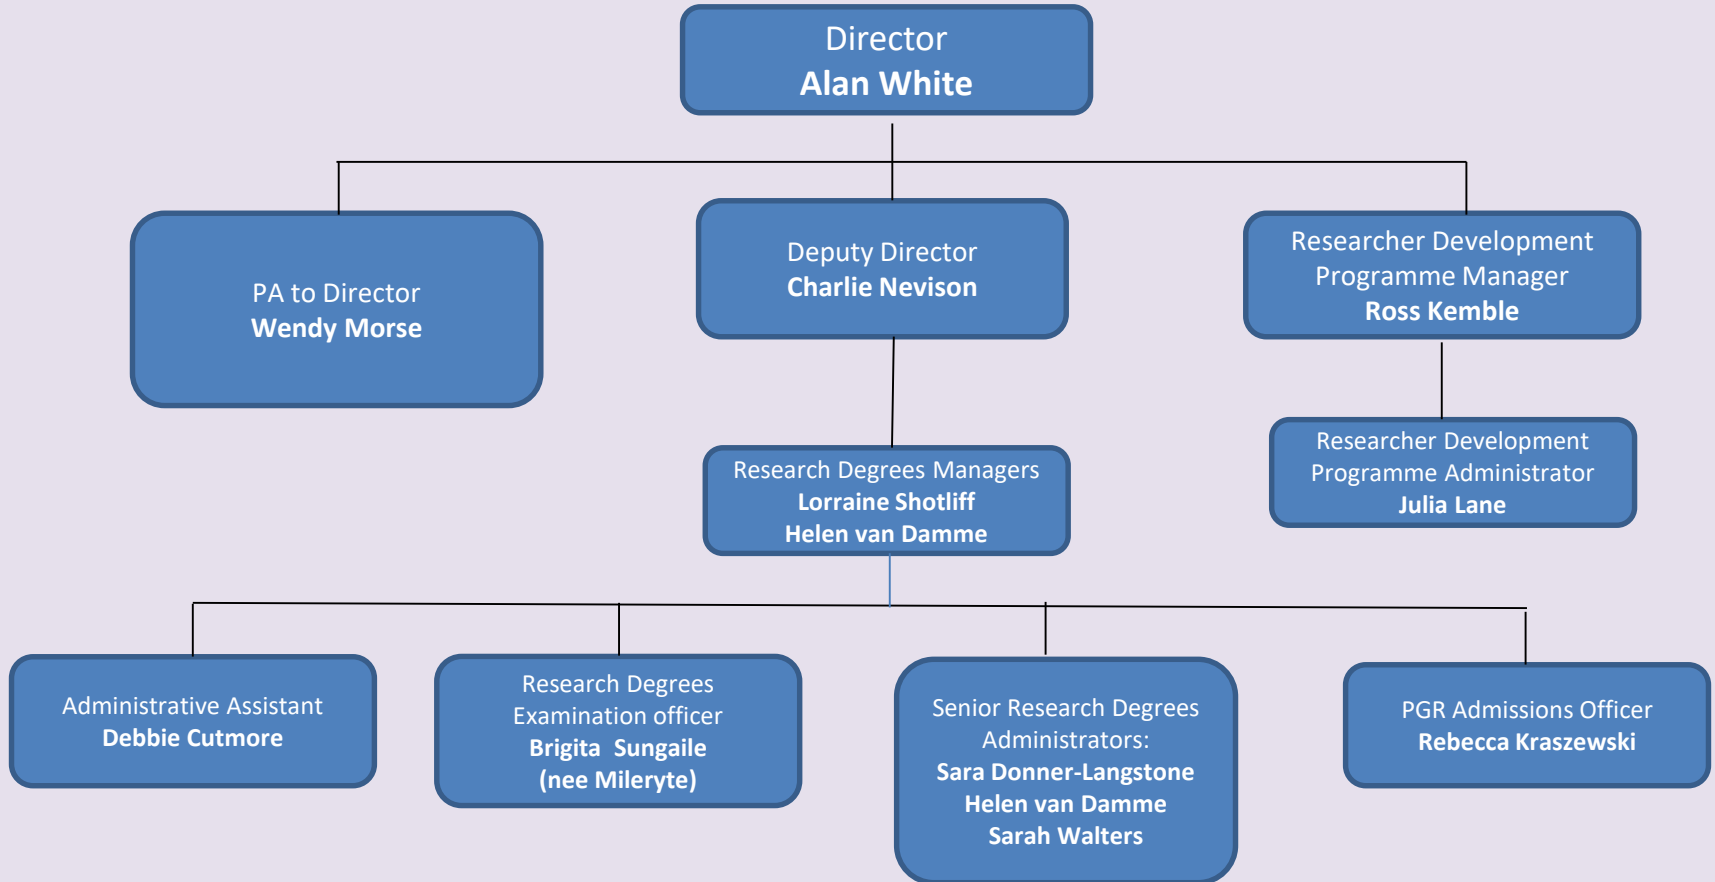 Director
Alan White
PA to Director
Wendy Morse
Deputy Director
Charlie Nevison
Researcher Development
Programme Manager
Ross Kemble
Research Degrees Managers
Lorraine Shotliff
Helen van Damme
Researcher Development
Programme Administrator
Julia Lane
Administrative Assistant
Debbie Cutmore
Research Degrees
Examination officer
Brigita  Sungaile
(nee Mileryte)
Senior Research Degrees
Administrators:
Sara Donner-Langstone
Helen van Damme
Sarah Walters
PGR Admissions Officer
Rebecca Kraszewski